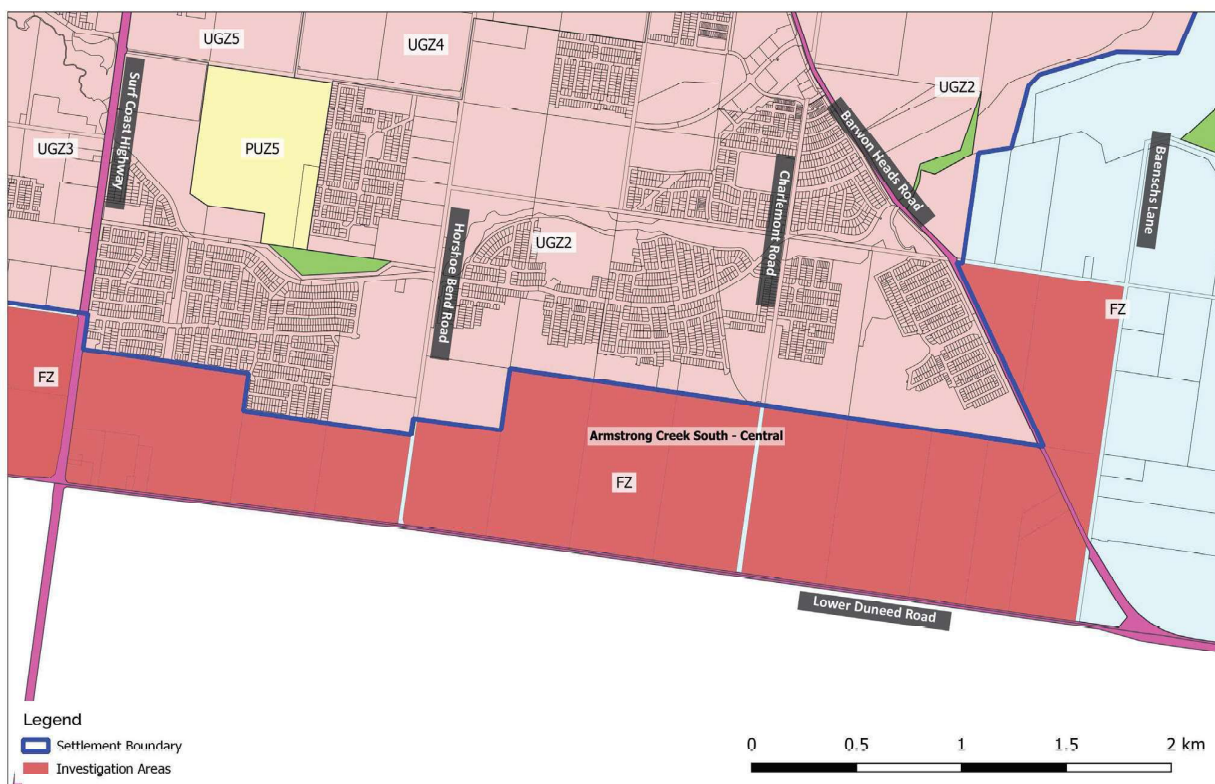 UGZ5
UGZ4
UGZ2
Surf Coast Highway
Barwon Heads Road
UGZ3
PUZ5
Baenschs Lane
Charlemont Road
Horshoe Bend Road
UGZ2
FZ
FZ
Armstrong Creek South - Central
FZ
Lower Duneed Road
Legend
Settlement Boundary
Investigation Areas
0 0.5 1 1.5 2 km